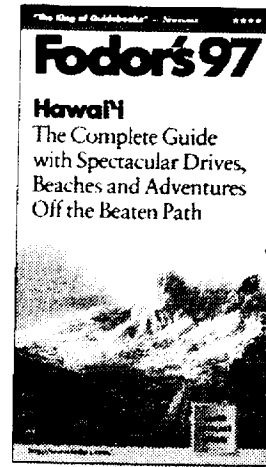 "The King of Guidebooks" – Newsweek
Fodor's 97
Hawai'i
The Complete Guide
with Spectacular Drives,
Beaches and Adventures
Off the Beaten Path